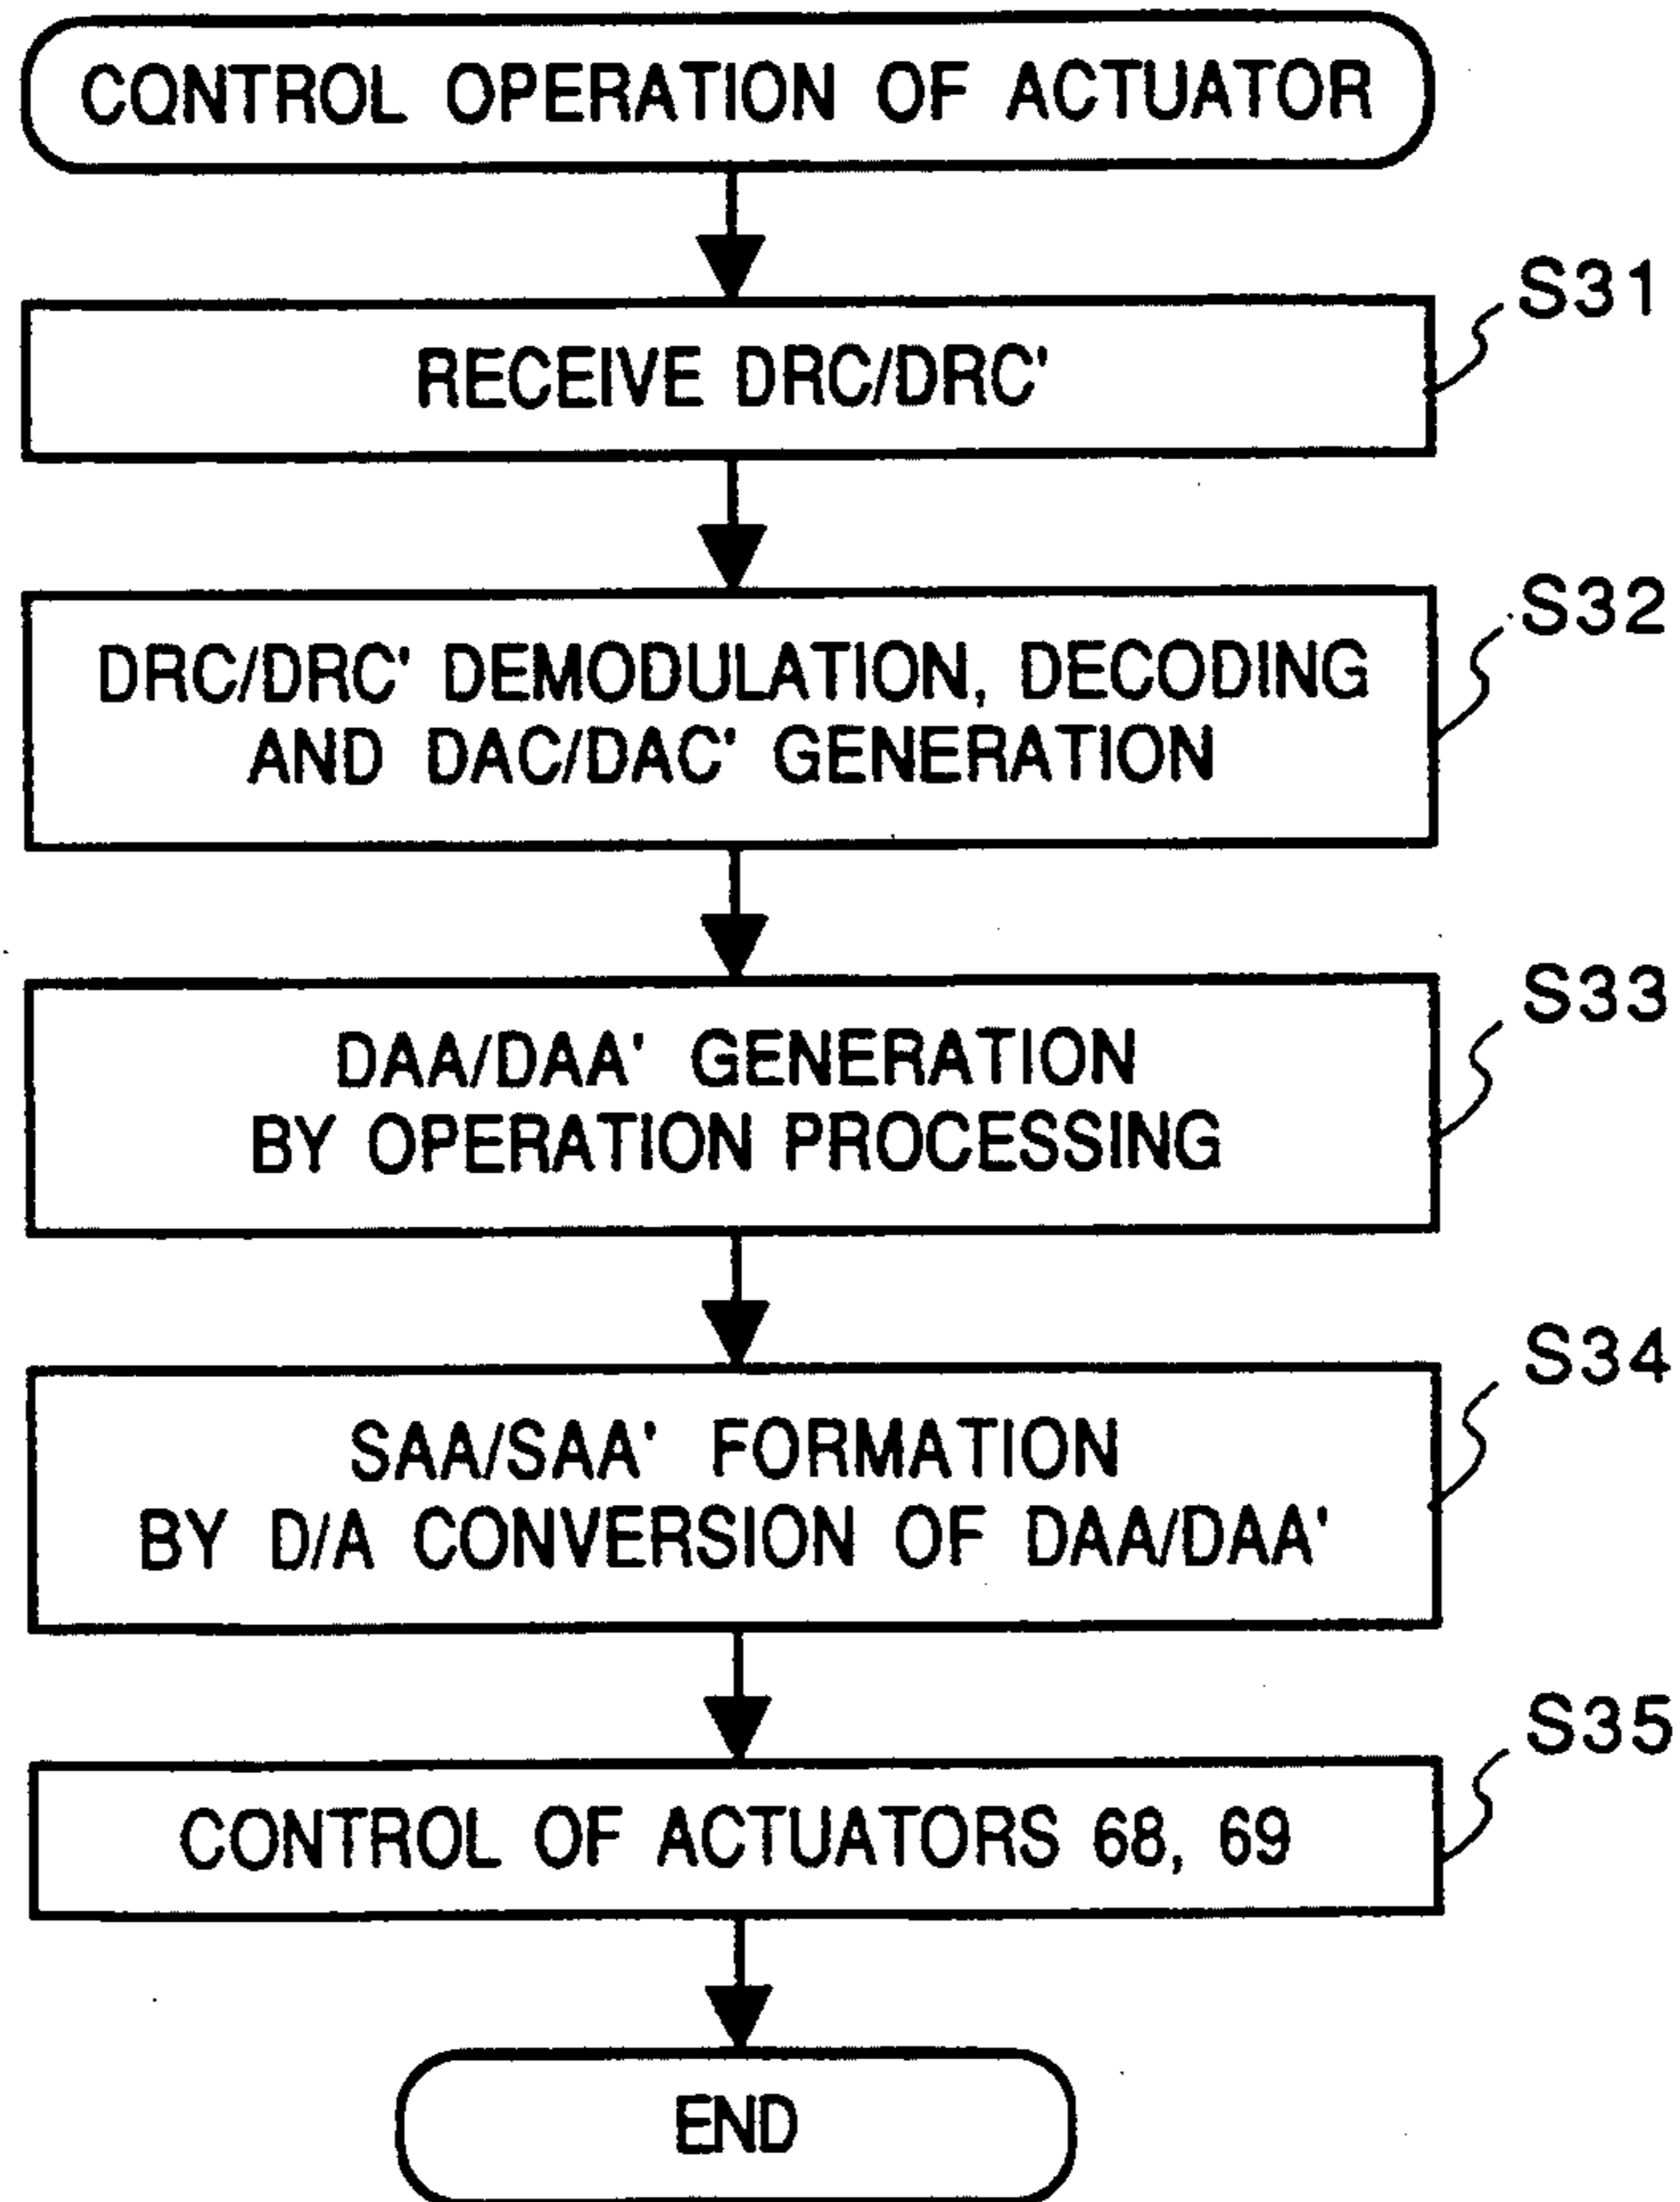 CONTROL OPERATION OF ACTUATOR
S31
RECEIVE DRC/DRC'
S32
DRC/DRC' DEMODULATION, DECODING
AND DAC/DAC' GENERATION
S33
DAA/DAA' GENERATION
BY OPERATION PROCESSING
S34
SAA/SAA' FORMATION
BY D/A CONVERSION OF DAA/DAA'
S35
CONTROL OF ACTUATORS 68, 69
END